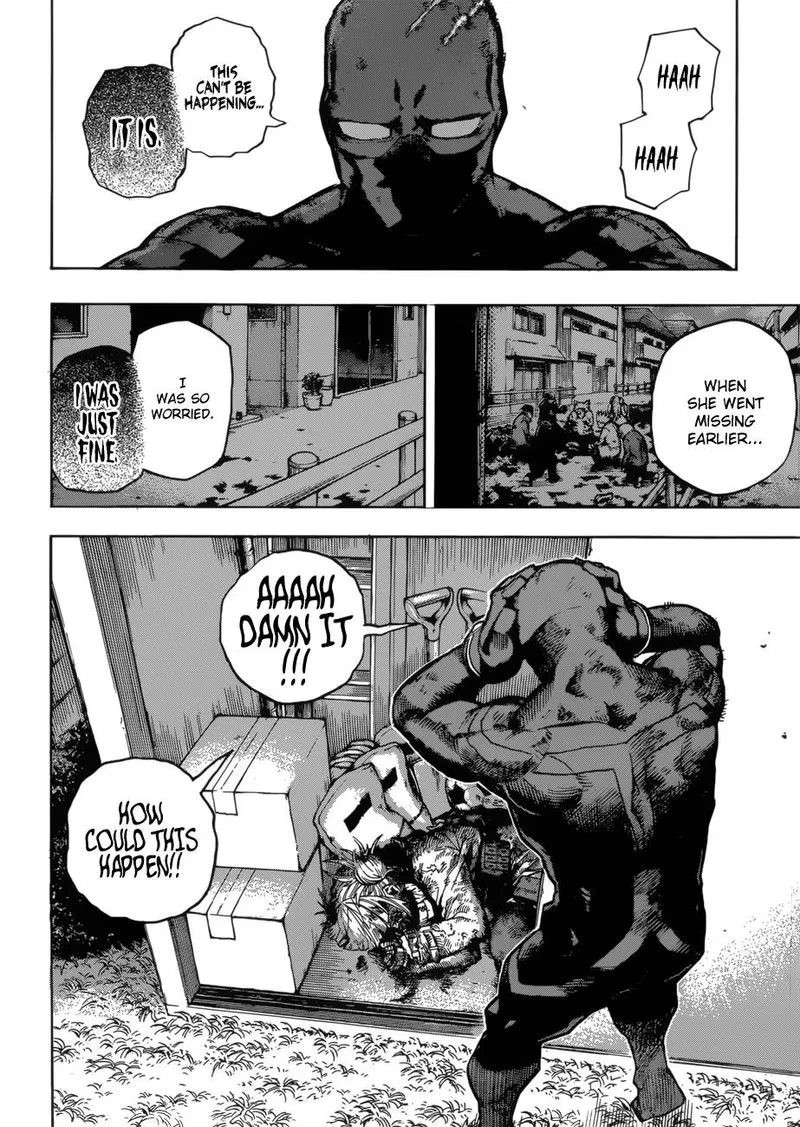 HAAH
HAAH
THIS
CAN'T BE
HAPPENING...
IT IS.
WHEN
SHE WENT
MISSING
EARLIER...
I
WAS SO
WORRIED.
I WAS
JUST
FINE.
AAAAH
DAMN IT
!!!
HOW
COULD THIS
HAPPEN!!